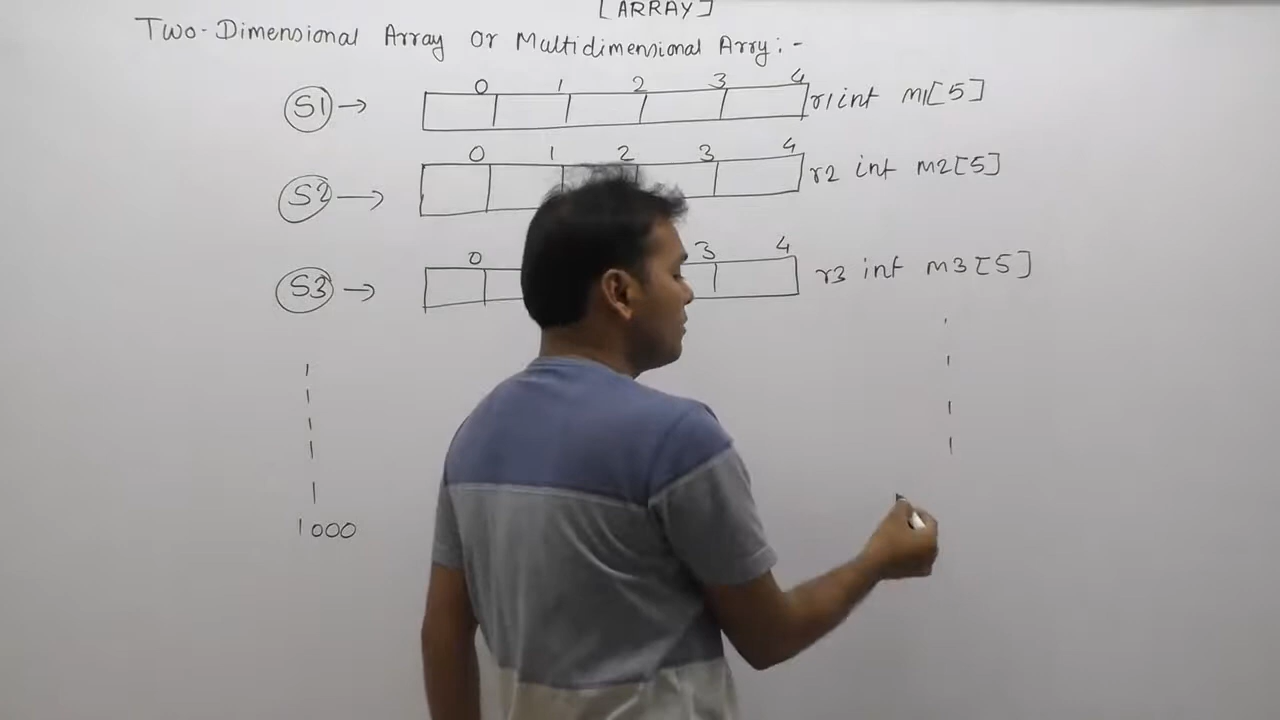 [ARRAY]
Two-Dimensional Array Or Multidimensional Arry:-
0 1 2 3 4
S1 → r1 int m1[5]
0 1 2 3 4
S2 → r2 int m2[5]
0 3 4
S3 → r3 int m3[5]
1000